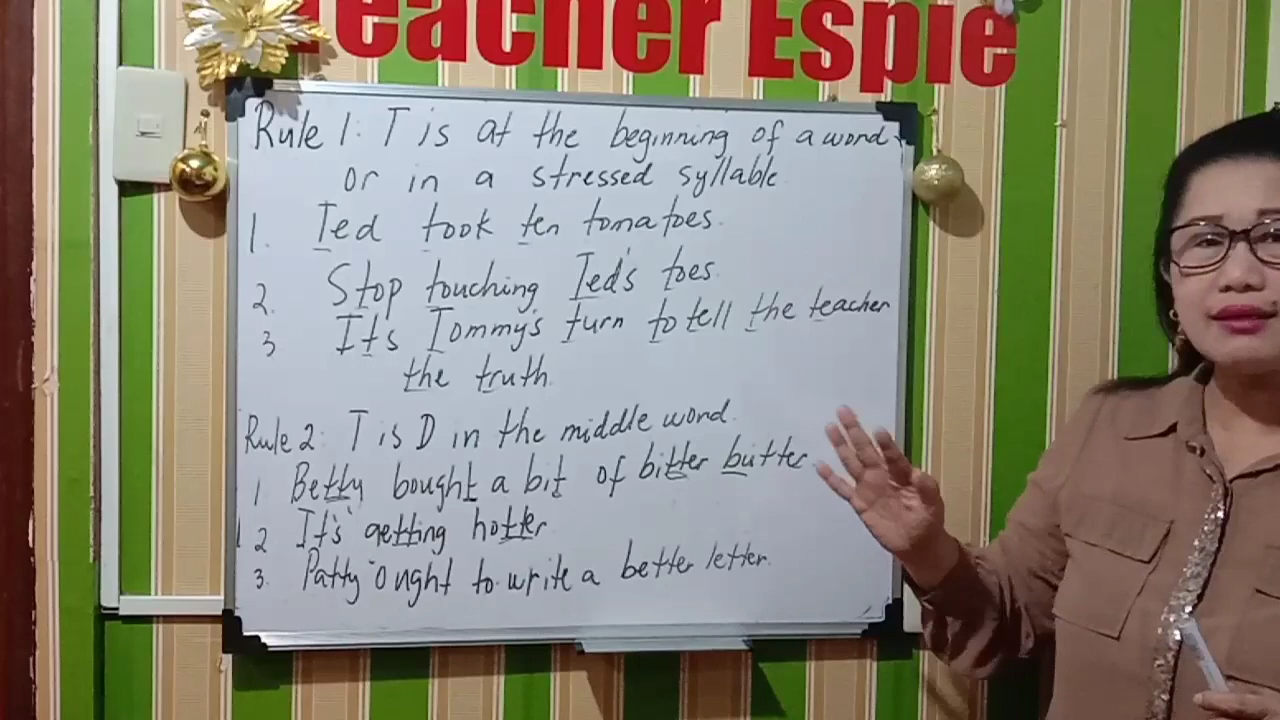 Teacher Espie
Rule 1: T is at the beginning of a word
or in a stressed syllable
1. Ted took ten tomatoes.
2. Stop touching Ted's toes.
3 It's Tommy's turn to tell the teacher
the truth.
Rule 2: T is D in the middle word.
1 Betty bought a bit of bitter butter.
2 It's getting hotter
3. Patty ought to write a better letter.